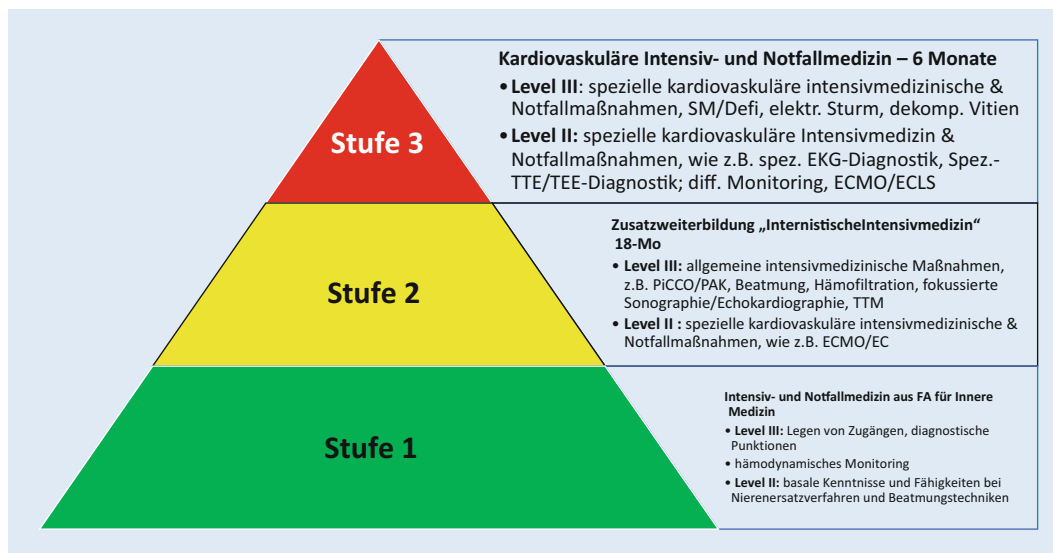 Stufe 3
Kardiovaskuläre Intensiv- und Notfallmedizin – 6 Monate
• Level III: spezielle kardiovaskuläre intensivmedizinische &
Notfallmaßnahmen, SM/Defi, elektr. Sturm, dekomp. Vitien
• Level II: spezielle kardiovaskuläre Intensivmedizin &
Notfallmaßnahmen, wie z.B. spez. EKG-Diagnostik, Spez.-
TTE/TEE-Diagnostik; diff. Monitoring, ECMO/ECLS
Stufe 2
Zusatzweiterbildung „InternistischeIntensivmedizin“
18-Mo
• Level III: allgemeine intensivmedizinische Maßnahmen,
z.B. PiCCO/PAK, Beatmung, Hämofiltration, fokussierte
Sonographie/Echokardiographie, TTM
• Level II : spezielle kardiovaskuläre intensivmedizinische &
Notfallmaßnahmen, wie z.B. ECMO/EC
Stufe 1
Intensiv- und Notfallmedizin aus FA für Innere
Medizin
• Level III: Legen von Zugängen, diagnostische
Punktionen
• hämodynamisches Monitoring
• Level II: basale Kenntnisse und Fähigkeiten bei
Nierenersatzverfahren und Beatmungstechniken